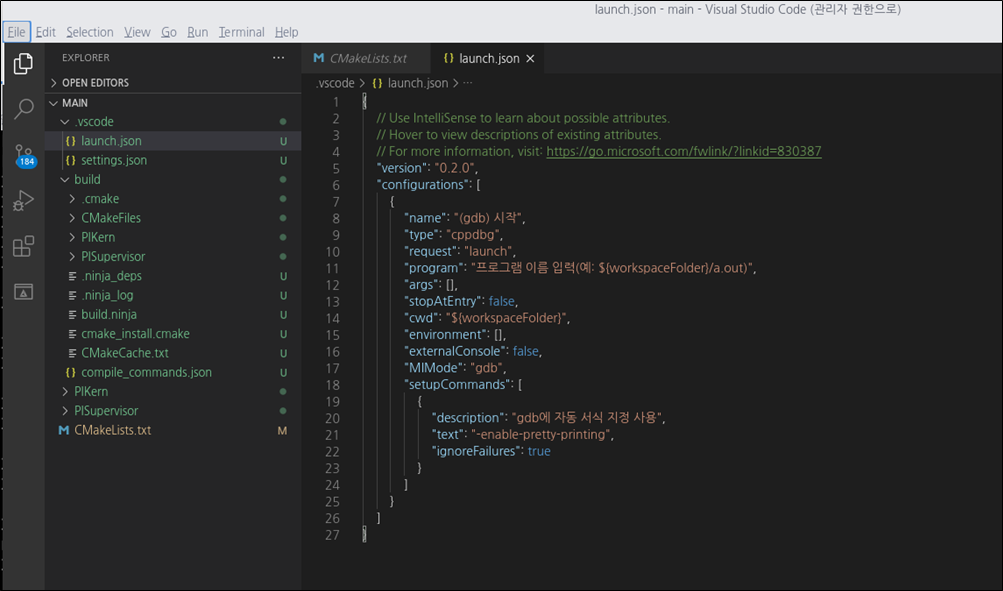 launch.json - main - Visual Studio Code (관리자 권한으로)
File Edit Selection View Go Run Terminal Help
EXPLORER ···
CMakeLists.txt
launch.json
OPEN EDITORS
.vscode > {} launch.json > ···
MAIN
.vscode
{} launch.json U
{} settings.json U
build
.cmake
CMakeFiles
PIKern
PISupervisor
.ninja_deps U
.ninja_log U
build.ninja U
cmake_install.cmake U
CMakeCache.txt U
{} compile_commands.json U
PIKern
PISupervisor
M CMakeLists.txt M
184
1 {
2 // Use IntelliSense to learn about possible attributes.
3 // Hover to view descriptions of existing attributes.
4 // For more information, visit: https://go.microsoft.com/fwlink/?linkid=830387
5 "version": "0.2.0",
6 "configurations": [
7 {
8 "name": "(gdb) 시작",
9 "type": "cppdbg",
10 "request": "launch",
11 "program": "프로그램 이름 입력(예: ${workspaceFolder}/a.out)",
12 "args": [],
13 "stopAtEntry": false,
14 "cwd": "${workspaceFolder}",
15 "environment": [],
16 "externalConsole": false,
17 "MIMode": "gdb",
18 "setupCommands": [
19 {
20 "description": "gdb에 자동 서식 지정 사용",
21 "text": "-enable-pretty-printing",
22 "ignoreFailures": true
23 }
24 ]
25 }
26 ]
27 }